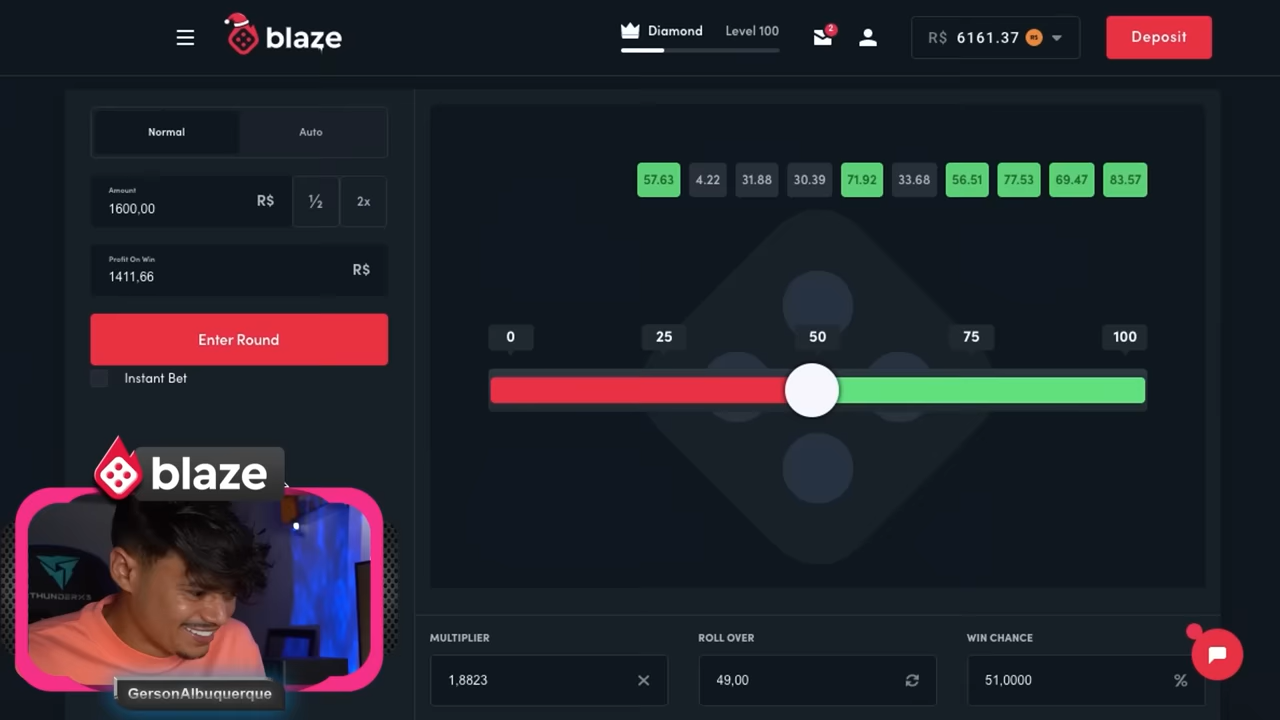 blaze
Diamond Level 100
2
R$ 6161.37 R$
Deposit
Normal Auto
Amount
1600,00 R$ ½ 2x
Profit On Win
1411,66 R$
Enter Round
Instant Bet
57.63 4.22 31.88 30.39 71.92 33.68 56.51 77.53 69.47 83.57
0 25 50 75 100
blaze
THUNDERX3
GersonAlbuquerque
MULTIPLIER ROLL OVER WIN CHANCE
1,8823 49,00 51,0000 %